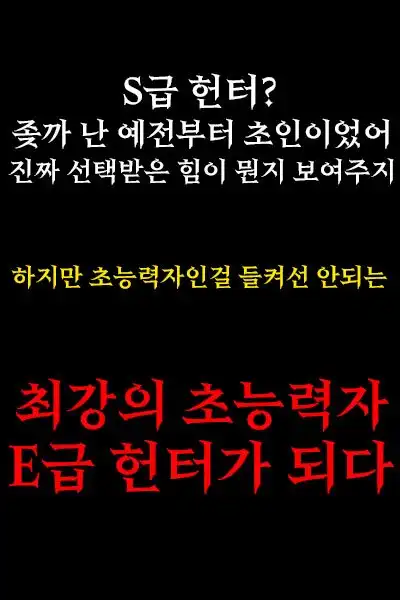 S급 헌터?
좆까 난 예전부터 초인이었어
진짜 선택받은 힘이 뭔지 보여주지
하지만 초능력자인걸 들켜선 안되는
최강의 초능력자
E급 헌터가 되다